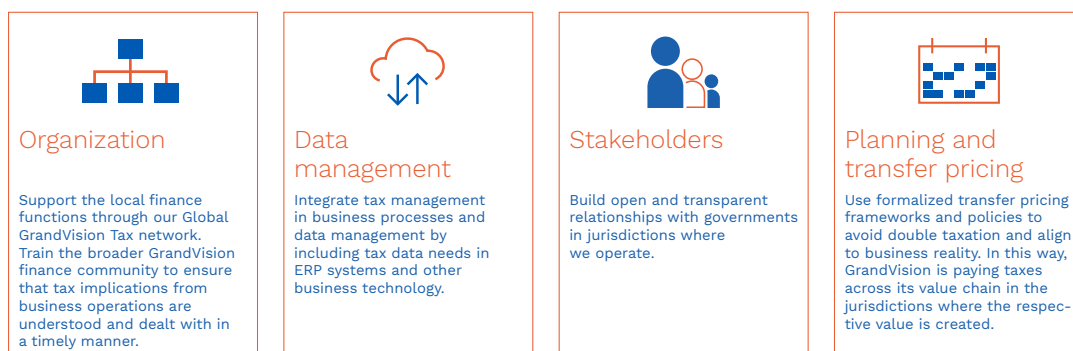 Organization
Support the local finance
functions through our Global
GrandVision Tax network.
Train the broader GrandVision
finance community to ensure
that tax implications from
business operations are
understood and dealt with in
a timely manner.
Data
management
Integrate tax management
in business processes and
data management by
including tax data needs in
ERP systems and other
business technology.
Stakeholders
Build open and transparent
relationships with governments
in jurisdictions where
we operate.
Planning and
transfer pricing
Use formalized transfer pricing
frameworks and policies to
avoid double taxation and align
to business reality. In this way,
GrandVision is paying taxes
across its value chain in the
jurisdictions where the respec-
tive value is created.